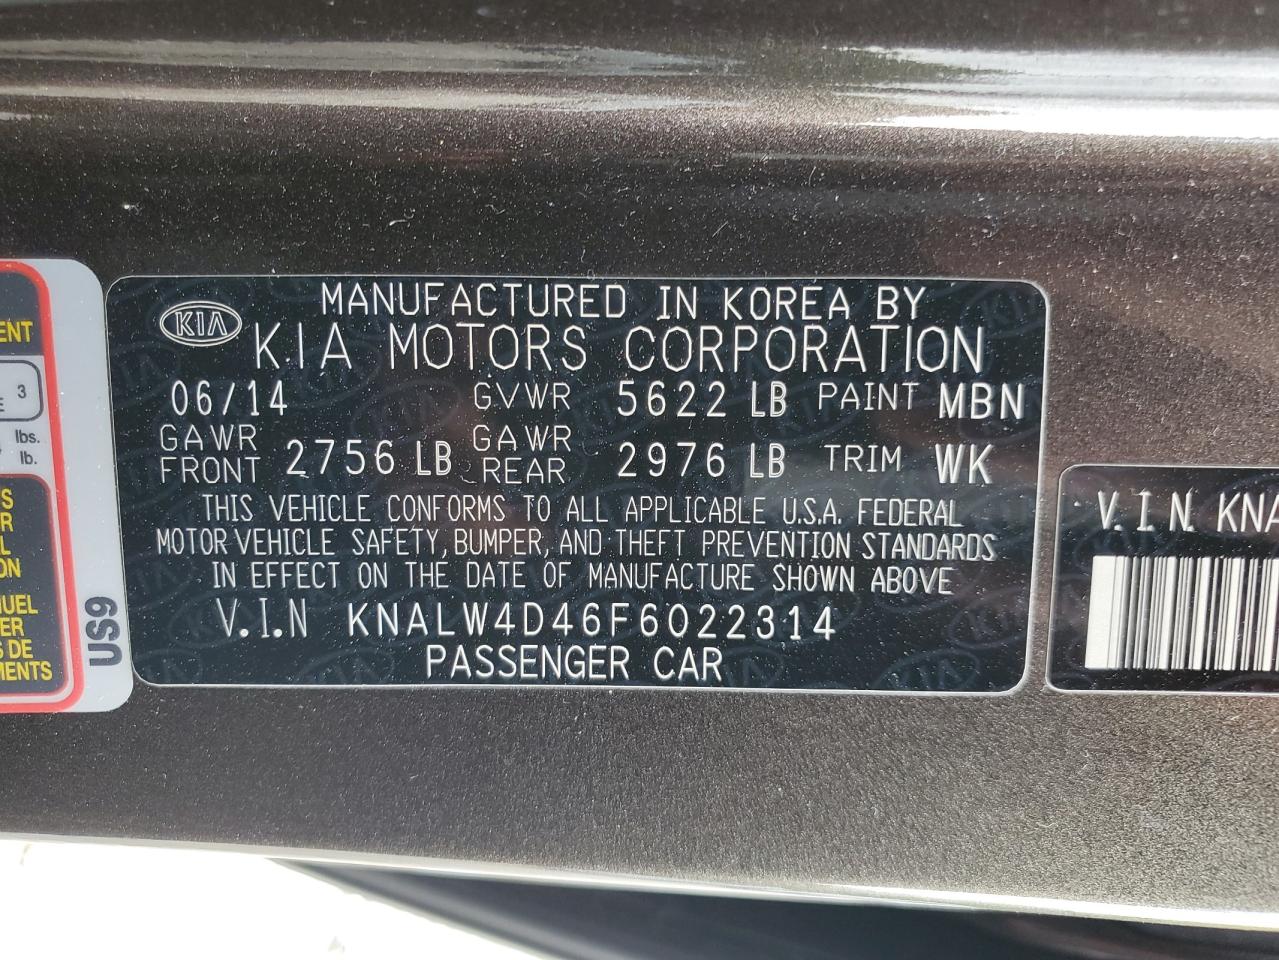 MANUFACTURED IN KOREA BY
KIA
KIA MOTORS CORPORATION
06/14 GVWR 5622 LB PAINT MBN
GAWR FRONT 2756 LB GAWR REAR 2976 LB TRIM WK
THIS VEHICLE CONFORMS TO ALL APPLICABLE U.S.A. FEDERAL
MOTOR VEHICLE SAFETY, BUMPER, AND THEFT PREVENTION STANDARDS
IN EFFECT ON THE DATE OF MANUFACTURE SHOWN ABOVE
V.I.N KNALW4D46F6022314
PASSENGER CAR
V.I.N. KNA
3
lbs.
lb.
US9